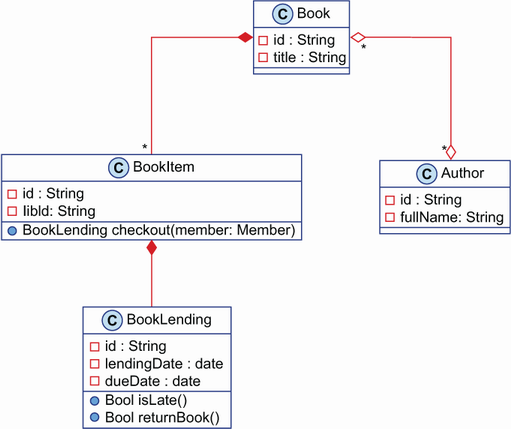 C Book
id : String
title : String
*
*
*
C BookItem
id : String
libId: String
BookLending checkout(member: Member)
C Author
id : String
fullName: String
C BookLending
id : String
lendingDate : date
dueDate : date
Bool isLate()
Bool returnBook()